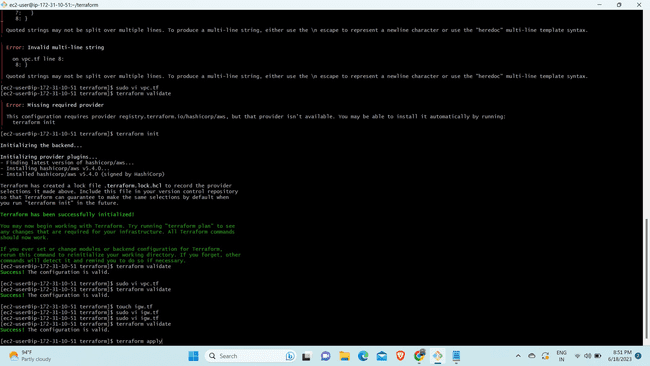 ec2-user@ip-172-31-10-51:~/terraform
7: }
8: }
Quoted strings may not be split over multiple lines. To produce a multi-line string, either use the \n escape to represent a newline character or use the "heredoc" multi-line template syntax.
Error: Invalid multi-line string
on vpc.tf line 8:
8: }
Quoted strings may not be split over multiple lines. To produce a multi-line string, either use the \n escape to represent a newline character or use the "heredoc" multi-line template syntax.
[ec2-user@ip-172-31-10-51 terraform]$ sudo vi vpc.tf
[ec2-user@ip-172-31-10-51 terraform]$ terraform validate
Error: Missing required provider
This configuration requires provider registry.terraform.io/hashicorp/aws, but that provider isn't available. You may be able to install it automatically by running:
terraform init
[ec2-user@ip-172-31-10-51 terraform]$ terraform init
Initializing the backend...
Initializing provider plugins...
- Finding latest version of hashicorp/aws...
- Installing hashicorp/aws v5.4.0...
- Installed hashicorp/aws v5.4.0 (signed by HashiCorp)
Terraform has created a lock file .terraform.lock.hcl to record the provider
selections it made above. Include this file in your version control repository
so that Terraform can guarantee to make the same selections by default when
you run "terraform init" in the future.
Terraform has been successfully initialized!
You may now begin working with Terraform. Try running "terraform plan" to see
any changes that are required for your infrastructure. All Terraform commands
should now work.
If you ever set or change modules or backend configuration for Terraform,
rerun this command to reinitialize your working directory. If you forget, other
commands will detect it and remind you to do so if necessary.
[ec2-user@ip-172-31-10-51 terraform]$ terraform validate
Success! The configuration is valid.
[ec2-user@ip-172-31-10-51 terraform]$ sudo vi vpc.tf
[ec2-user@ip-172-31-10-51 terraform]$ terraform validate
Success! The configuration is valid.
[ec2-user@ip-172-31-10-51 terraform]$ touch igw.tf
[ec2-user@ip-172-31-10-51 terraform]$ sudo vi igw.tf
[ec2-user@ip-172-31-10-51 terraform]$ sudo vi igw.tf
[ec2-user@ip-172-31-10-51 terraform]$ terraform validate
Success! The configuration is valid.
[ec2-user@ip-172-31-10-51 terraform]$ terraform apply
94°F
Partly cloudy
Search
ENG
IN
8:51 PM
6/18/2023